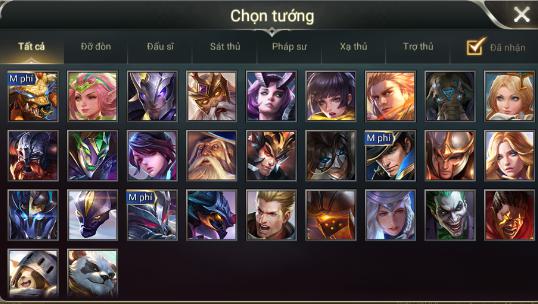 Chọn tướng
Tất cả Đỡ đòn Đấu sĩ Sát thủ Pháp sư Xạ thủ Trợ thủ Đã nhận
M phí
M phí
M phí